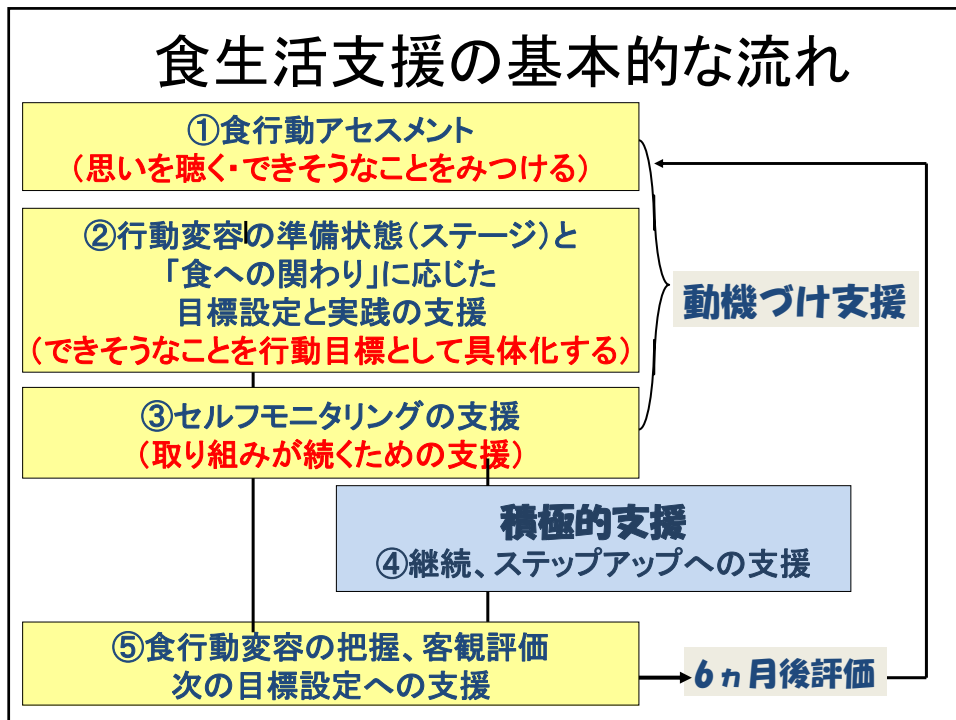 食生活支援の基本的な流れ
①食行動アセスメント
（思いを聴く・できそうなことをみつける）
②行動変容の準備状態（ステージ）と
「食への関わり」に応じた
目標設定と実践の支援
（できそうなことを行動目標として具体化する）
動機づけ支援
③セルフモニタリングの支援
（取り組みが続くための支援）
積極的支援
④継続、ステップアップへの支援
⑤食行動変容の把握、客観評価
次の目標設定への支援
6ヵ月後評価